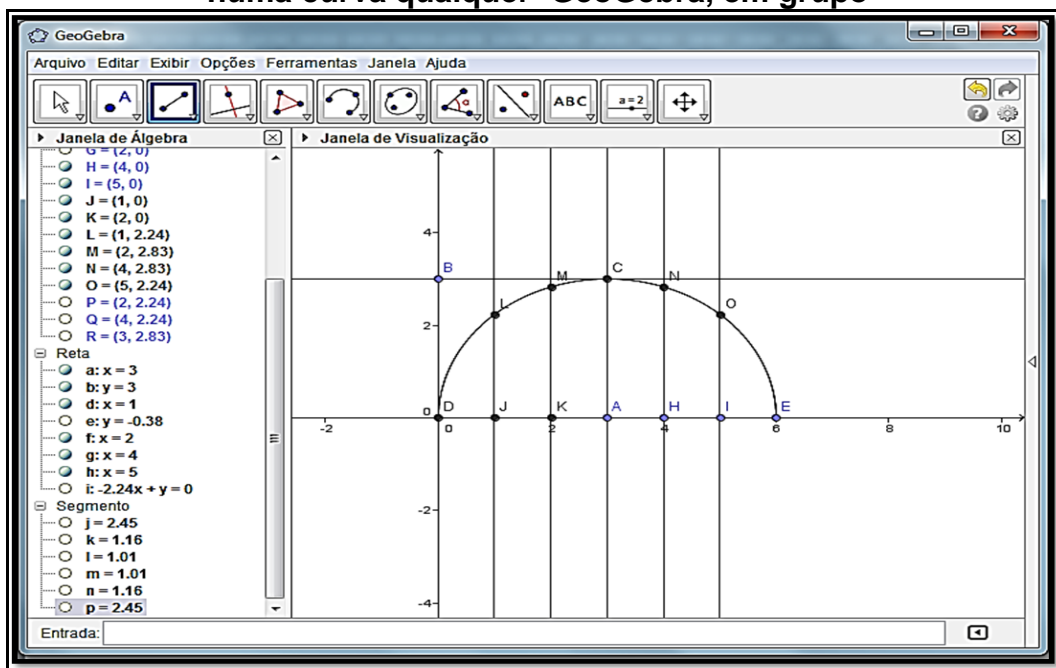 numa curva qualquer -GeoGebra, em grupo
GeoGebra
Arquivo Editar Exibir Opções Ferramentas Janela Ajuda
A
ABC
a=2
Janela de Álgebra
Janela de Visualização
G = (2, 0)
H = (4, 0)
I = (5, 0)
J = (1, 0)
K = (2, 0)
L = (1, 2.24)
M = (2, 2.83)
N = (4, 2.83)
O = (5, 2.24)
P = (2, 2.24)
Q = (4, 2.24)
R = (3, 2.83)
Reta
a: x = 3
b: y = 3
d: x = 1
e: y = -0.38
f: x = 2
g: x = 4
h: x = 5
i: -2.24x + y = 0
Segmento
j = 2.45
k = 1.16
l = 1.01
m = 1.01
n = 1.16
p = 2.45
4
B
M
C
N
L
O
2
0
D
J
K
A
H
I
E
-2
0
2
4
6
8
10
-2
-4
Entrada: